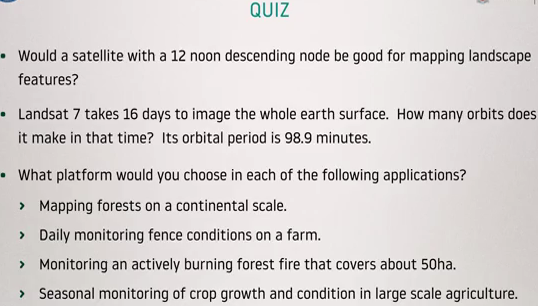 QUIZ
• Would a satellite with a 12 noon descending node be good for mapping landscape
features?
• Landsat 7 takes 16 days to image the whole earth surface. How many orbits does
it make in that time? Its orbital period is 98.9 minutes.
• What platform would you choose in each of the following applications?
› Mapping forests on a continental scale.
› Daily monitoring fence conditions on a farm.
› Monitoring an actively burning forest fire that covers about 50ha.
› Seasonal monitoring of crop growth and condition in large scale agriculture.